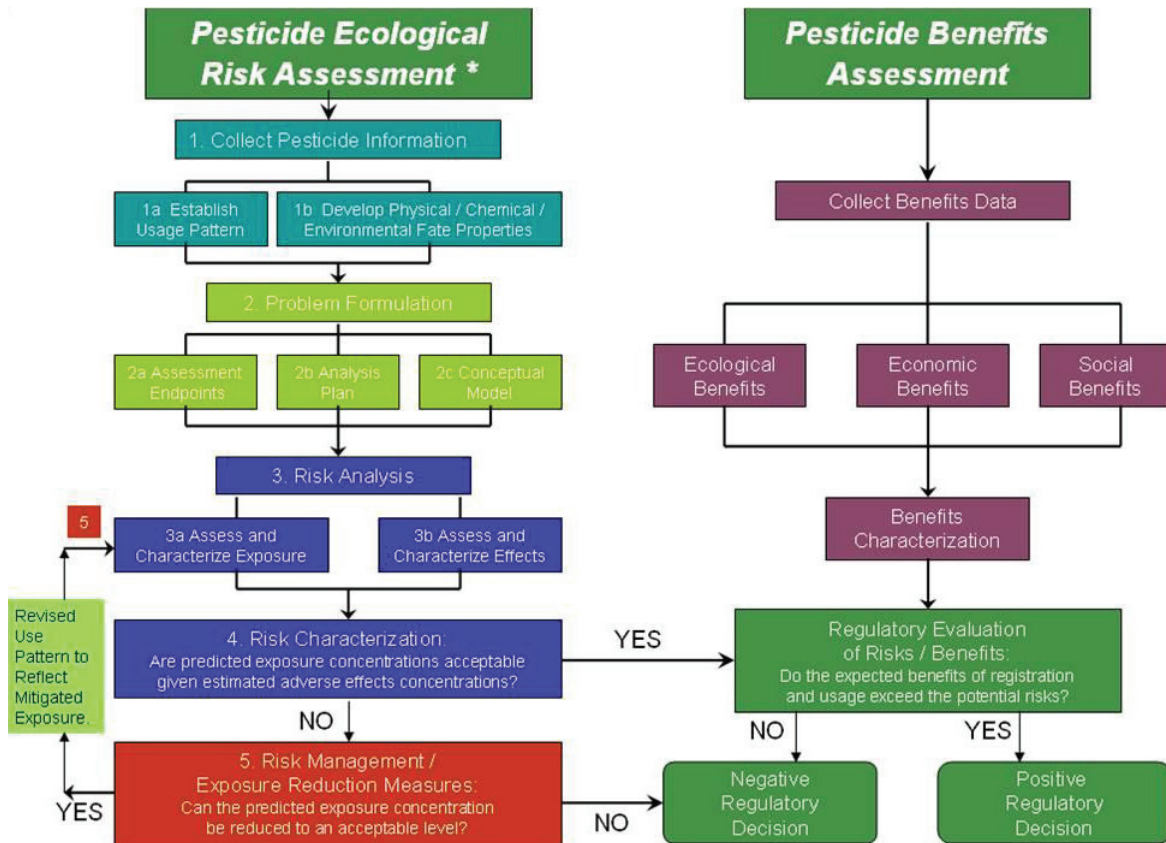 Pesticide Ecological
Risk Assessment *
1. Collect Pesticide Information
1a Establish
Usage Pattern
1b Develop Physical / Chemical /
Environmental Fate Properties
2. Problem Formulation
2a Assessment
Endpoints
2b Analysis
Plan
2c Conceptual
Model
3. Risk Analysis
5
3a Assess and
Characterize Exposure
3b Assess and
Characterize Effects
Revised
Use
Pattern to
Reflect
Mitigated
Exposure.
4. Risk Characterization:
Are predicted exposure concentrations acceptable
given estimated adverse effects concentrations?
YES
NO
5. Risk Management /
Exposure Reduction Measures:
Can the predicted exposure concentration
be reduced to an acceptable level?
YES
NO
Pesticide Benefits
Assessment
Collect Benefits Data
Ecological
Benefits
Economic
Benefits
Social
Benefits
Benefits
Characterization
Regulatory Evaluation
of Risks / Benefits:
Do the expected benefits of registration
and usage exceed the potential risks?
NO
YES
Negative
Regulatory
Decision
Positive
Regulatory
Decision